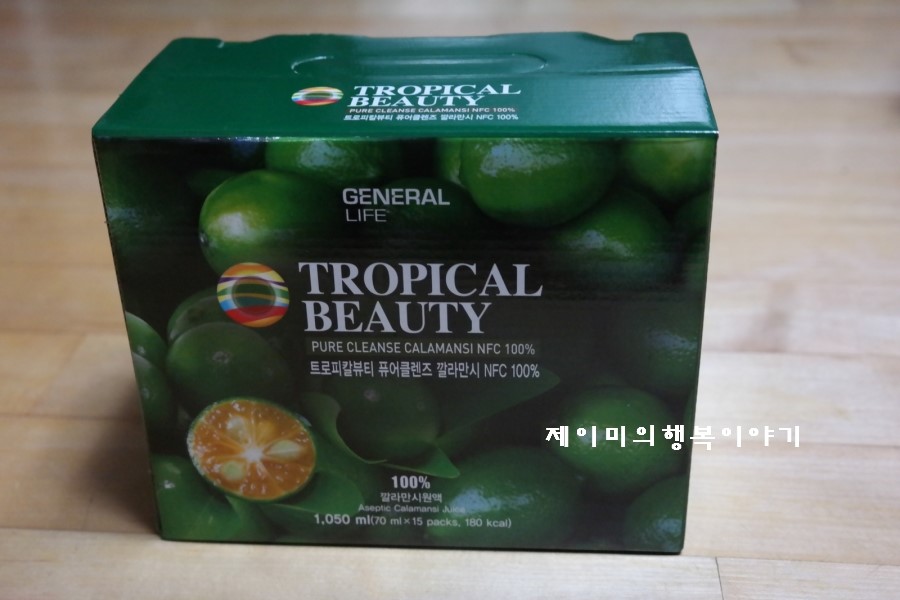 TROPICAL
BEAUTY
PURE CLEANSE CALAMANSI NFC 100%
트로피칼뷰티 퓨어클렌즈 깔라만시 NFC 100%
GENERAL
LIFE
TROPICAL
BEAUTY
PURE CLEANSE CALAMANSI NFC 100%
트로피칼뷰티 퓨어클렌즈 깔라만시 NFC 100%
제이미의행복이야기
100%
깔라만시원액
Aseptic Calamansi Juice
1,050 ml(70 ml×15 packs, 180 kcal)